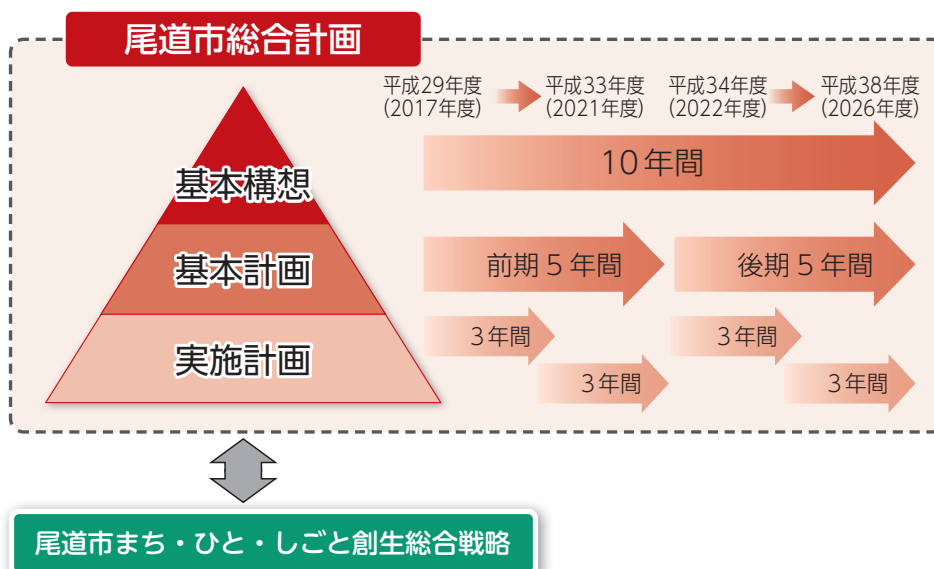 尾道市総合計画
平成29年度 平成33年度 平成34年度 平成38年度
(2017年度) (2021年度) (2022年度) (2026年度)
10年間
基本構想
基本計画
前期5年間 後期5年間
3年間 3年間
実施計画
3年間 3年間
尾道市まち・ひと・しごと創生総合戦略